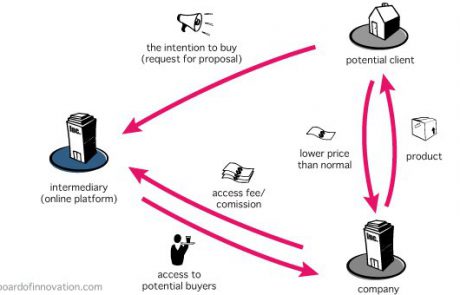 the intention to buy
(request for proposal)
potential client
lower price
than normal
product
intermediary
(online platform)
access fee/
comission
access to
potential buyers
company
boardofinnovation.com